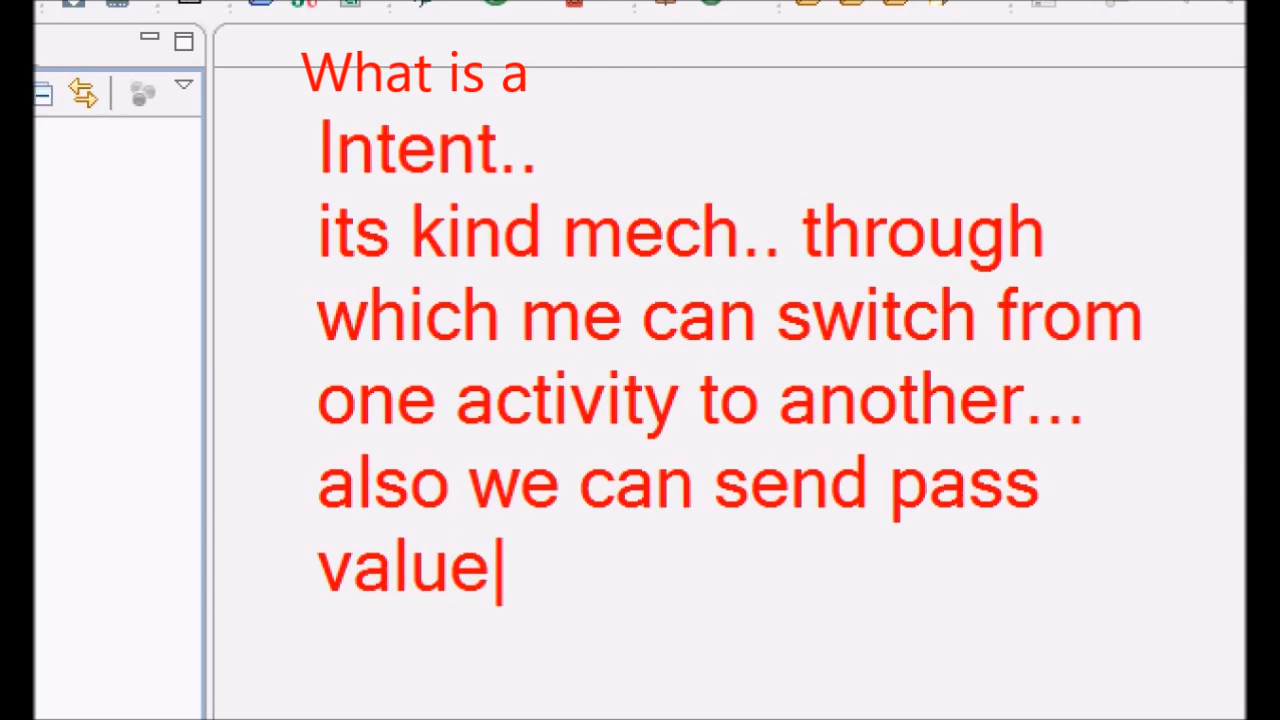 What is a
Intent..
its kind mech.. through
which me can switch from
one activity to another...
also we can send pass
value